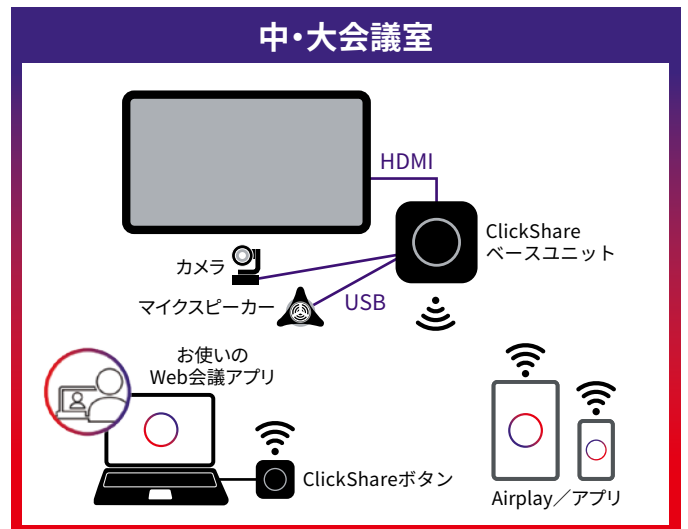 中・大会議室
HDMI
ClickShare
ベースユニット
カメラ
マイクスピーカー
USB
お使いの
Web会議アプリ
ClickShareボタン
Airplay／アプリ